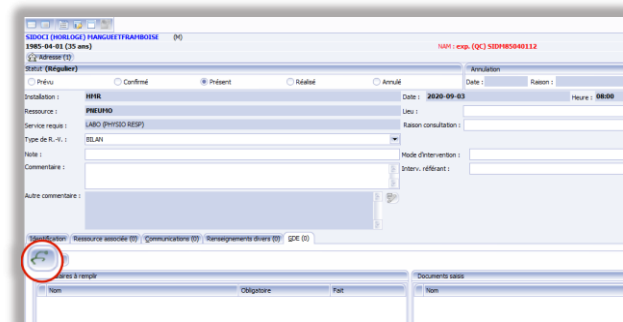 SIDOCI (HORLOGE) MANGUEETFRAMBOISE (M)
1985-04-01 (35 ans) NAM : exp. (QC) SIDM85040112
Adresse (1)
Statut (Régulier) Annulation
Prévu Confirmé Présent Réalisé Annulé Date : Raison :
Installation : HMR Date : 2020-09-03 Heure : 08:00
Ressource : PNEUMO Lieu :
Service requis : LABO (PHYSIO RESP) Raison consultation :
Type de R.-V. : BILAN
Note : Mode d'intervention :
Commentaire : Interv. référant :
Autre commentaire :
Identification Ressource associée (0) Communications (0) Renseignements divers (0) GDE (0)
à remplir Documents saisis
Nom Obligatoire Fait Nom